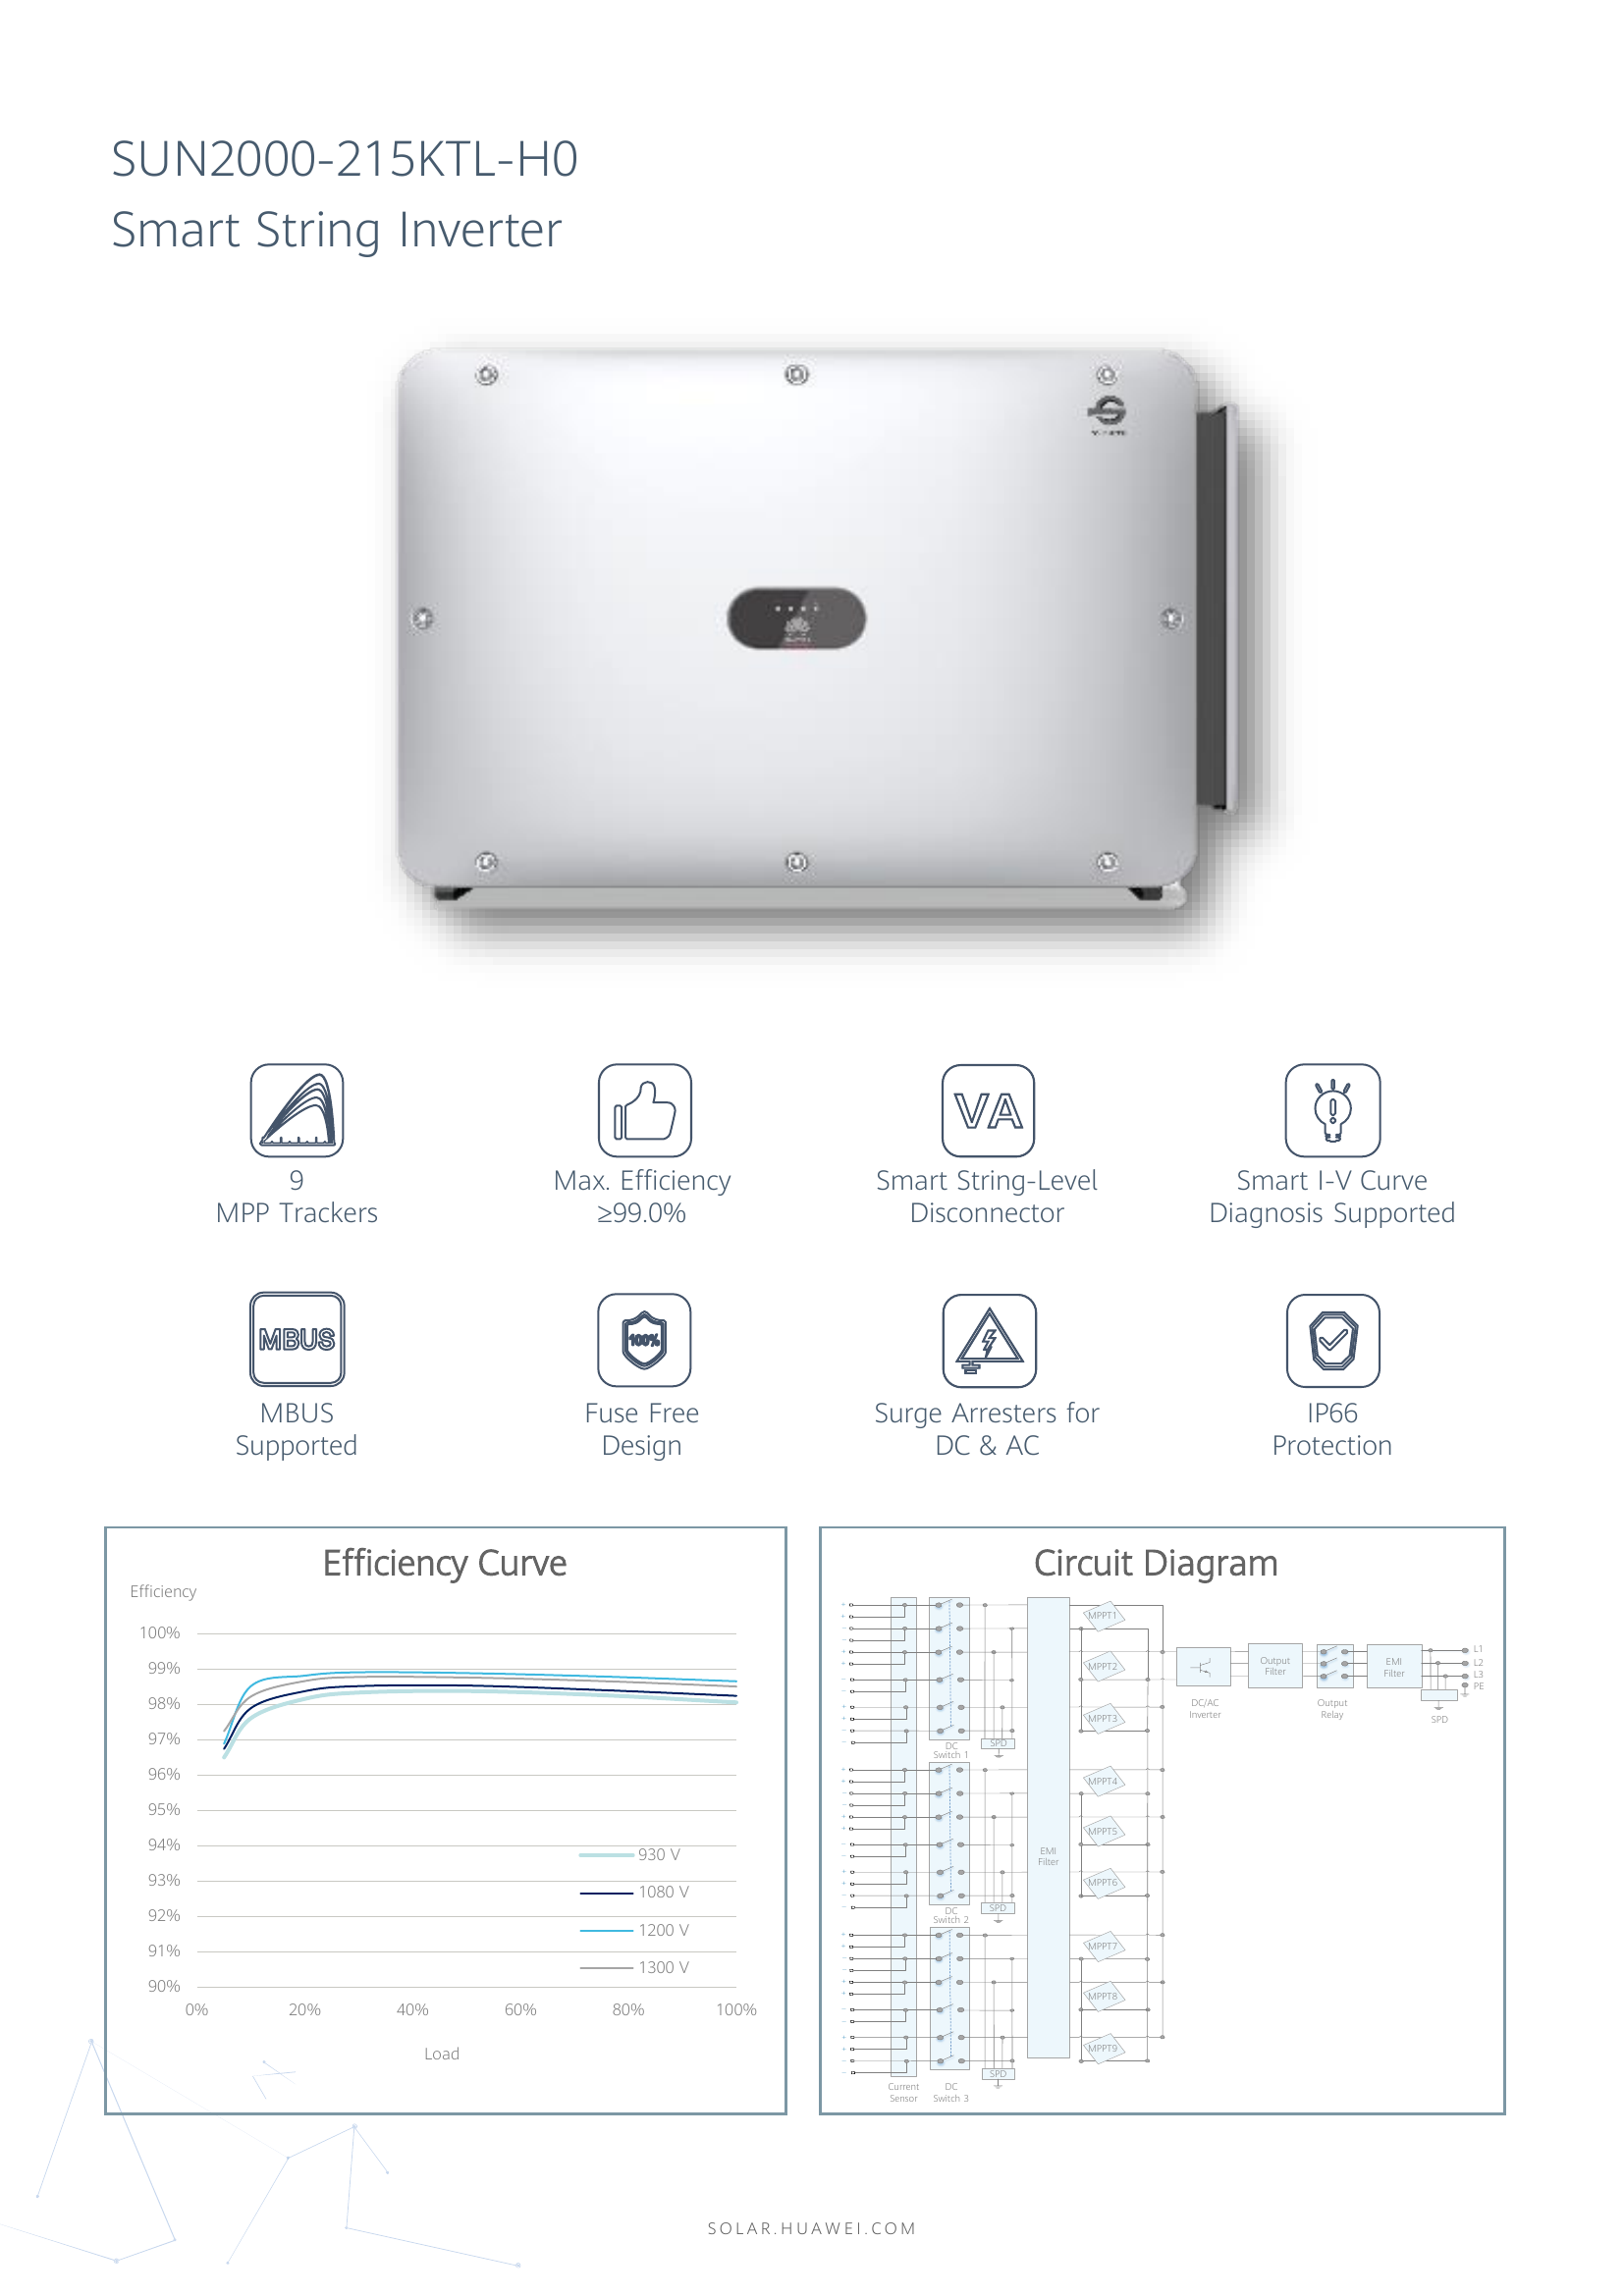 SUN2000-215KTL-H0
Smart String Inverter
9
MPP Trackers
Max. Efficiency
≥99.0%
VA
Smart String-Level
Disconnector
Smart I-V Curve
Diagnosis Supported
MBUS
MBUS
Supported
100%
Fuse Free
Design
Surge Arresters for
DC & AC
IP66
Protection
Efficiency Curve
Efficiency
100%
99%
98%
97%
96%
95%
94%
93%
92%
91%
90%
930 V
1080 V
1200 V
1300 V
0% 20% 40% 60% 80% 100%
Load
Circuit Diagram
MPPT1
MPPT2
MPPT3
MPPT4
MPPT5
MPPT6
MPPT7
MPPT8
MPPT9
DC
Switch 1
SPD
DC
Switch 2
SPD
Current
Sensor
DC
Switch 3
SPD
EMI
Filter
DC/AC
Inverter
Output
Filter
Output
Relay
EMI
Filter
L1
L2
L3
PE
SPD
SOLAR.HUAWEI.COM